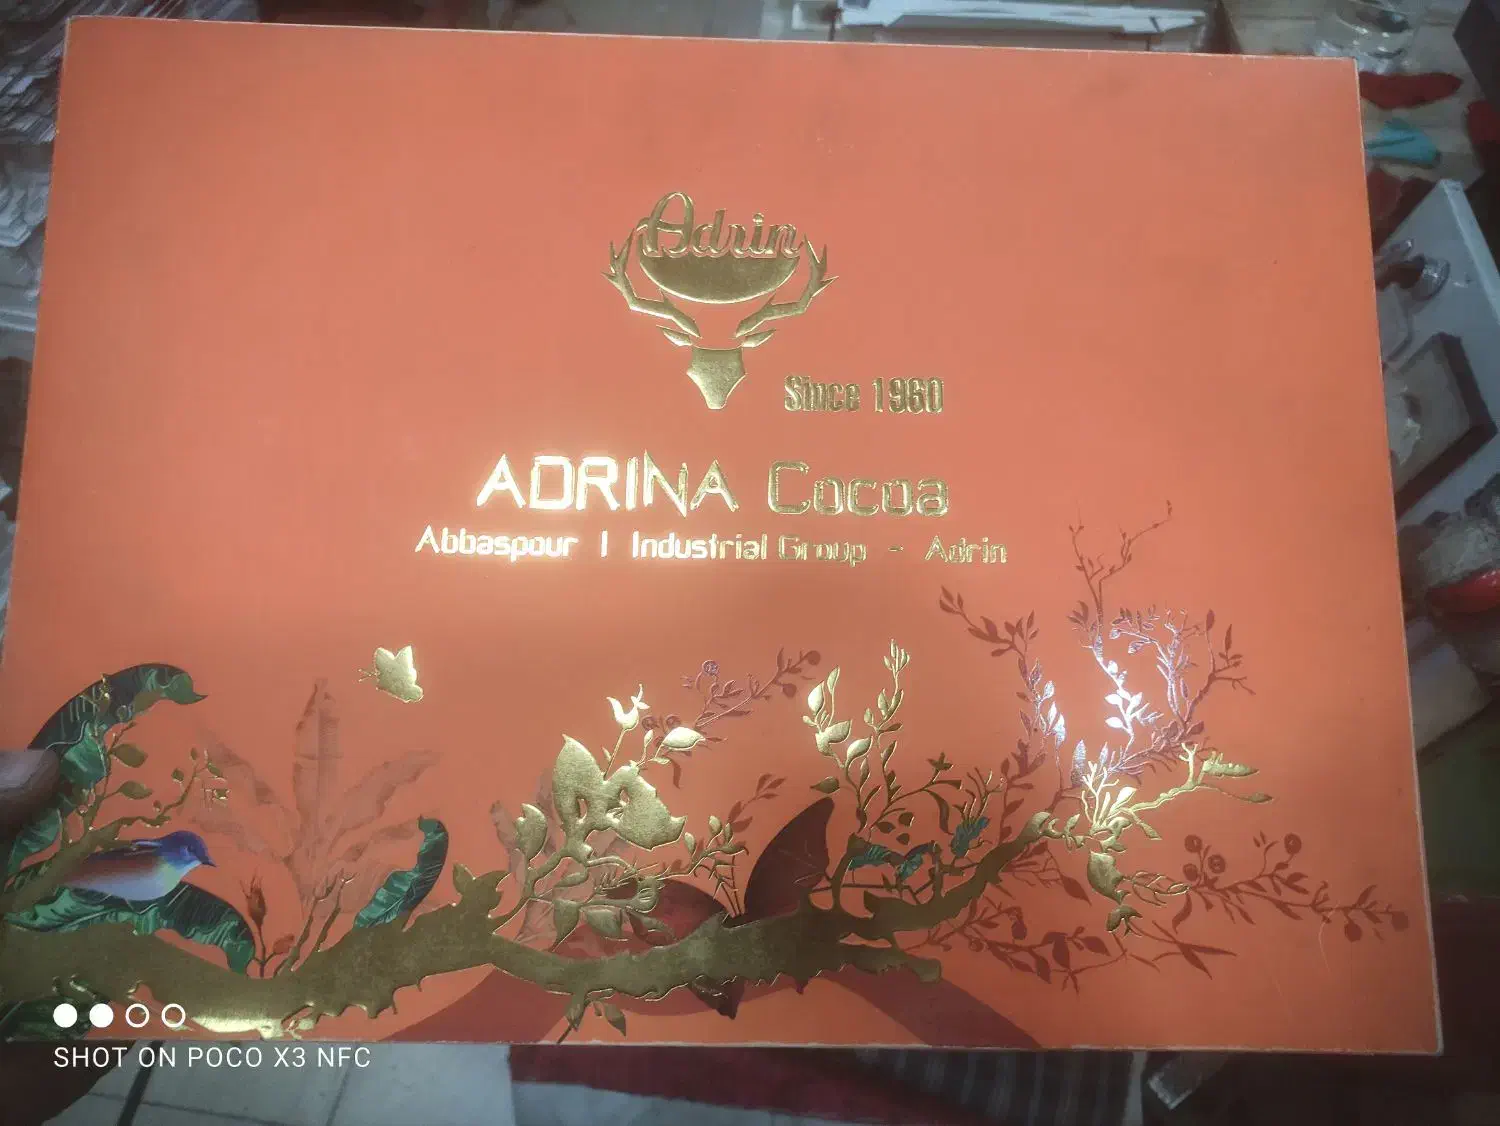 Adrin
Since 1960
ADRINA Cocoa
Abbaspour | Industrial Group - Adrin
SHOT ON POCO X3 NFC